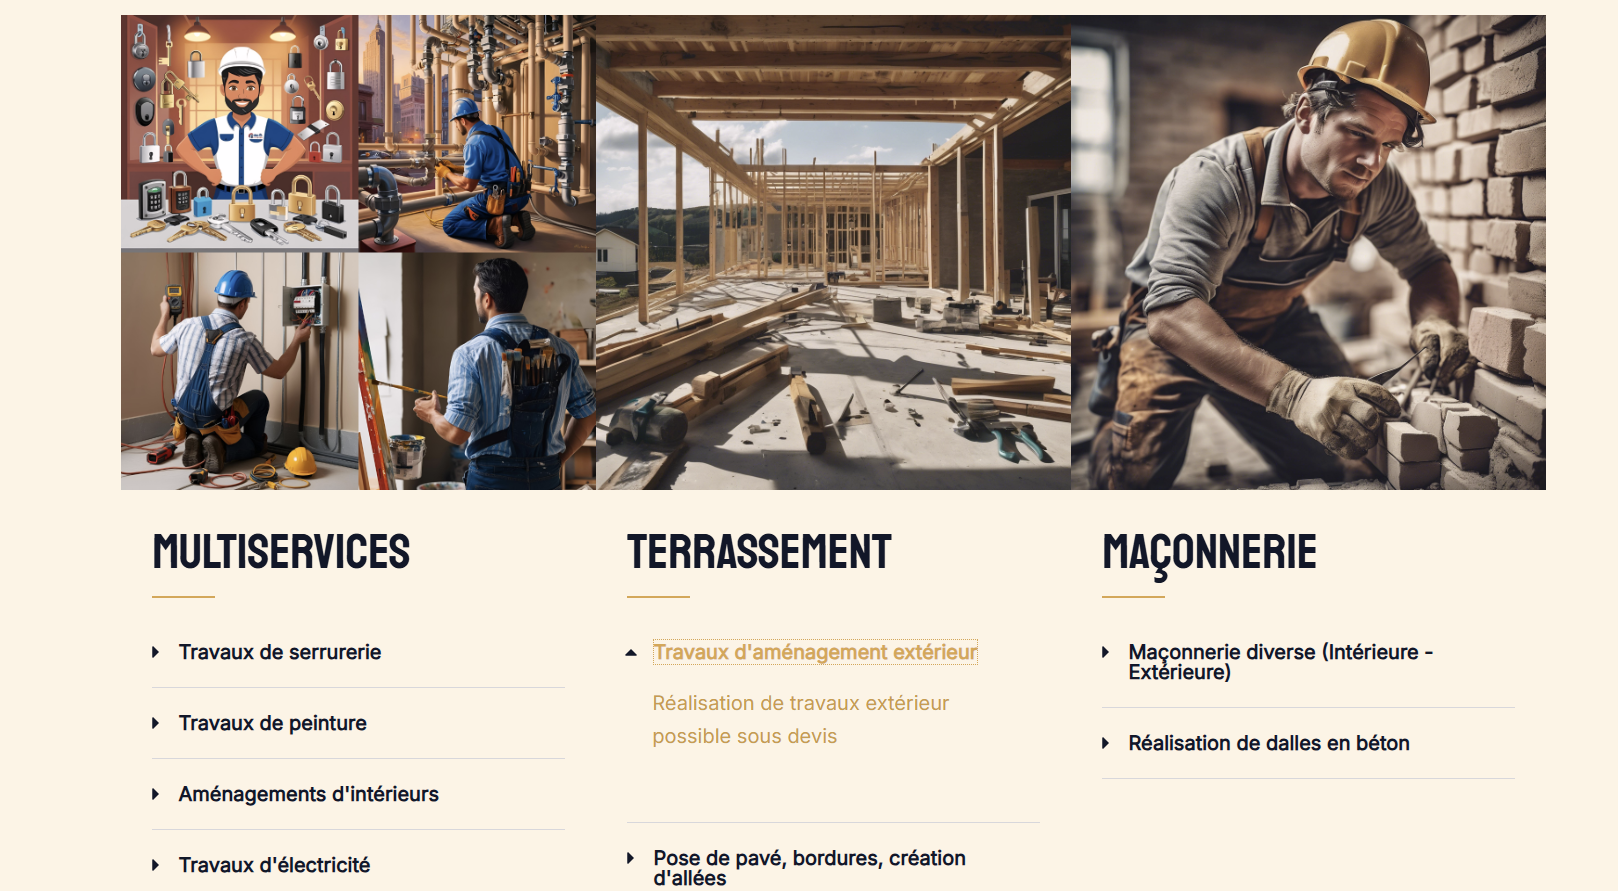 MULTISERVICES
Travaux de serrurerie
Travaux de peinture
Aménagements d'intérieurs
Travaux d'électricité
TERRASSEMENT
Travaux d'aménagement extérieur
Réalisation de travaux extérieur
possible sous devis
Pose de pavé, bordures, création
d'allées
MAÇONNERIE
Maçonnerie diverse (Intérieure -
Extérieure)
Réalisation de dalles en béton